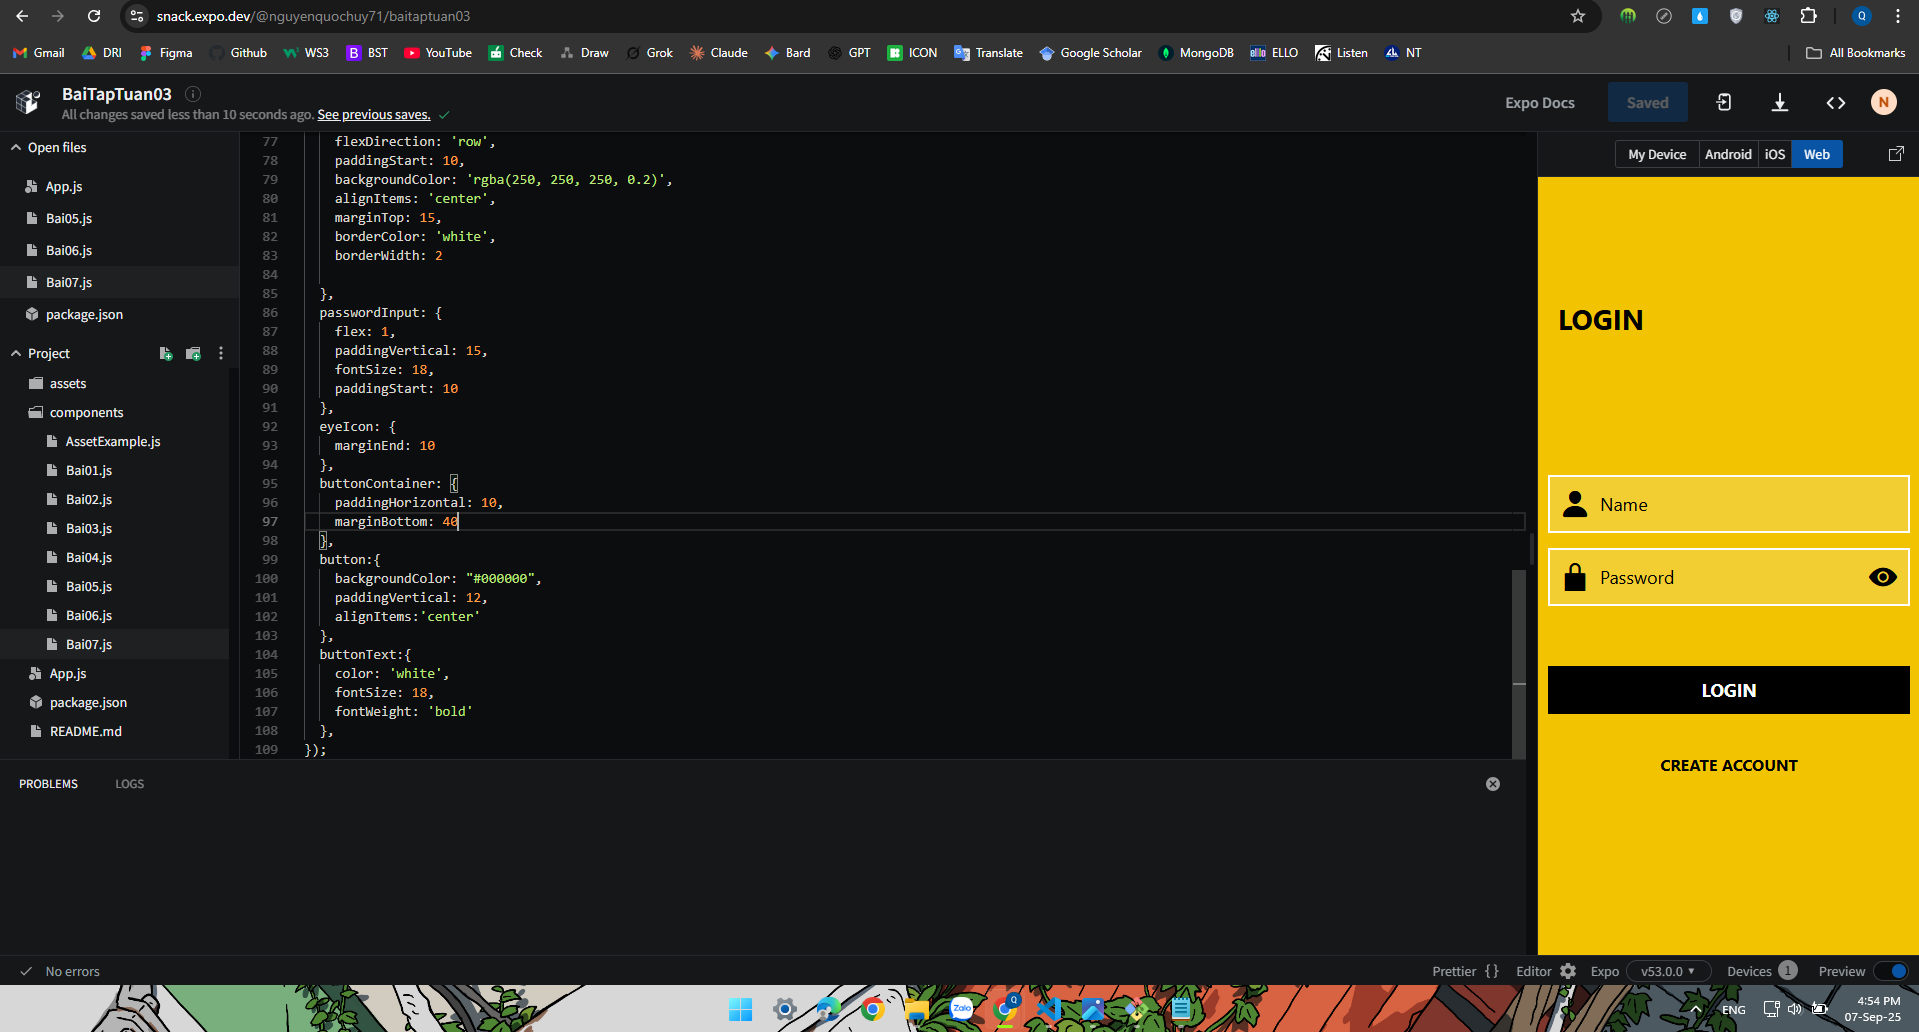 snack.expo.dev/@nguyenquochuy71/baitaptuan03
Q
Gmail DRI Figma Github WS3 B BST YouTube Check Draw Grok Claude Bard GPT ICON Translate Google Scholar MongoDB ELLO Listen NT All Bookmarks
BaiTapTuan03
All changes saved less than 10 seconds ago. See previous saves.
Expo Docs Saved N
Open files
App.js
Bai05.js
Bai06.js
Bai07.js
package.json
Project
assets
components
AssetExample.js
Bai01.js
Bai02.js
Bai03.js
Bai04.js
Bai05.js
Bai06.js
Bai07.js
App.js
package.json
README.md
77 flexDirection: 'row',
78 paddingStart: 10,
79 backgroundColor: 'rgba(250, 250, 250, 0.2)',
80 alignItems: 'center',
81 marginTop: 15,
82 borderColor: 'white',
83 borderWidth: 2
84
85 },
86 passwordInput: {
87 flex: 1,
88 paddingVertical: 15,
89 fontSize: 18,
90 paddingStart: 10
91 },
92 eyeIcon: {
93 marginEnd: 10
94 },
95 buttonContainer: {
96 paddingHorizontal: 10,
97 marginBottom: 40
98 },
99 button:{
100 backgroundColor: "#000000",
101 paddingVertical: 12,
102 alignItems:'center'
103 },
104 buttonText:{
105 color: 'white',
106 fontSize: 18,
107 fontWeight: 'bold'
108 },
109 });
My Device Android iOS Web
LOGIN
Name
Password
LOGIN
CREATE ACCOUNT
PROBLEMS LOGS
No errors
Prettier { } Editor Expo v53.0.0 Devices 1 Preview
Zalo Q ENG
4:54 PM
07-Sep-25